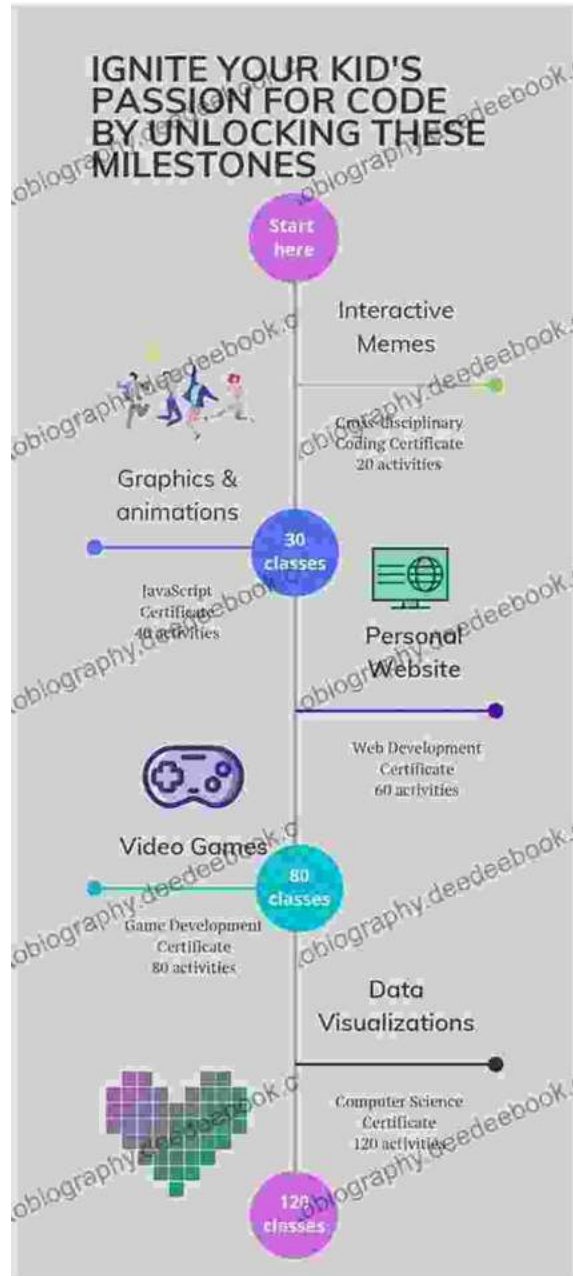 IGNITE YOUR KID'S
PASSION FOR CODE
BY UNLOCKING THESE
MILESTONES
Start
here
Interactive
Memes
Cross-disciplinary
Coding Certificate
20 activities
Graphics &
animations
30
classes
JavaScript
Certificate
40 activities
Personal
Website
Web Development
Certificate
60 activities
Video Games
80
classes
Game Development
Certificate
80 activities
Data
Visualizations
Computer Science
Certificate
120 activities
120
classes
obiography.deedeebook.c